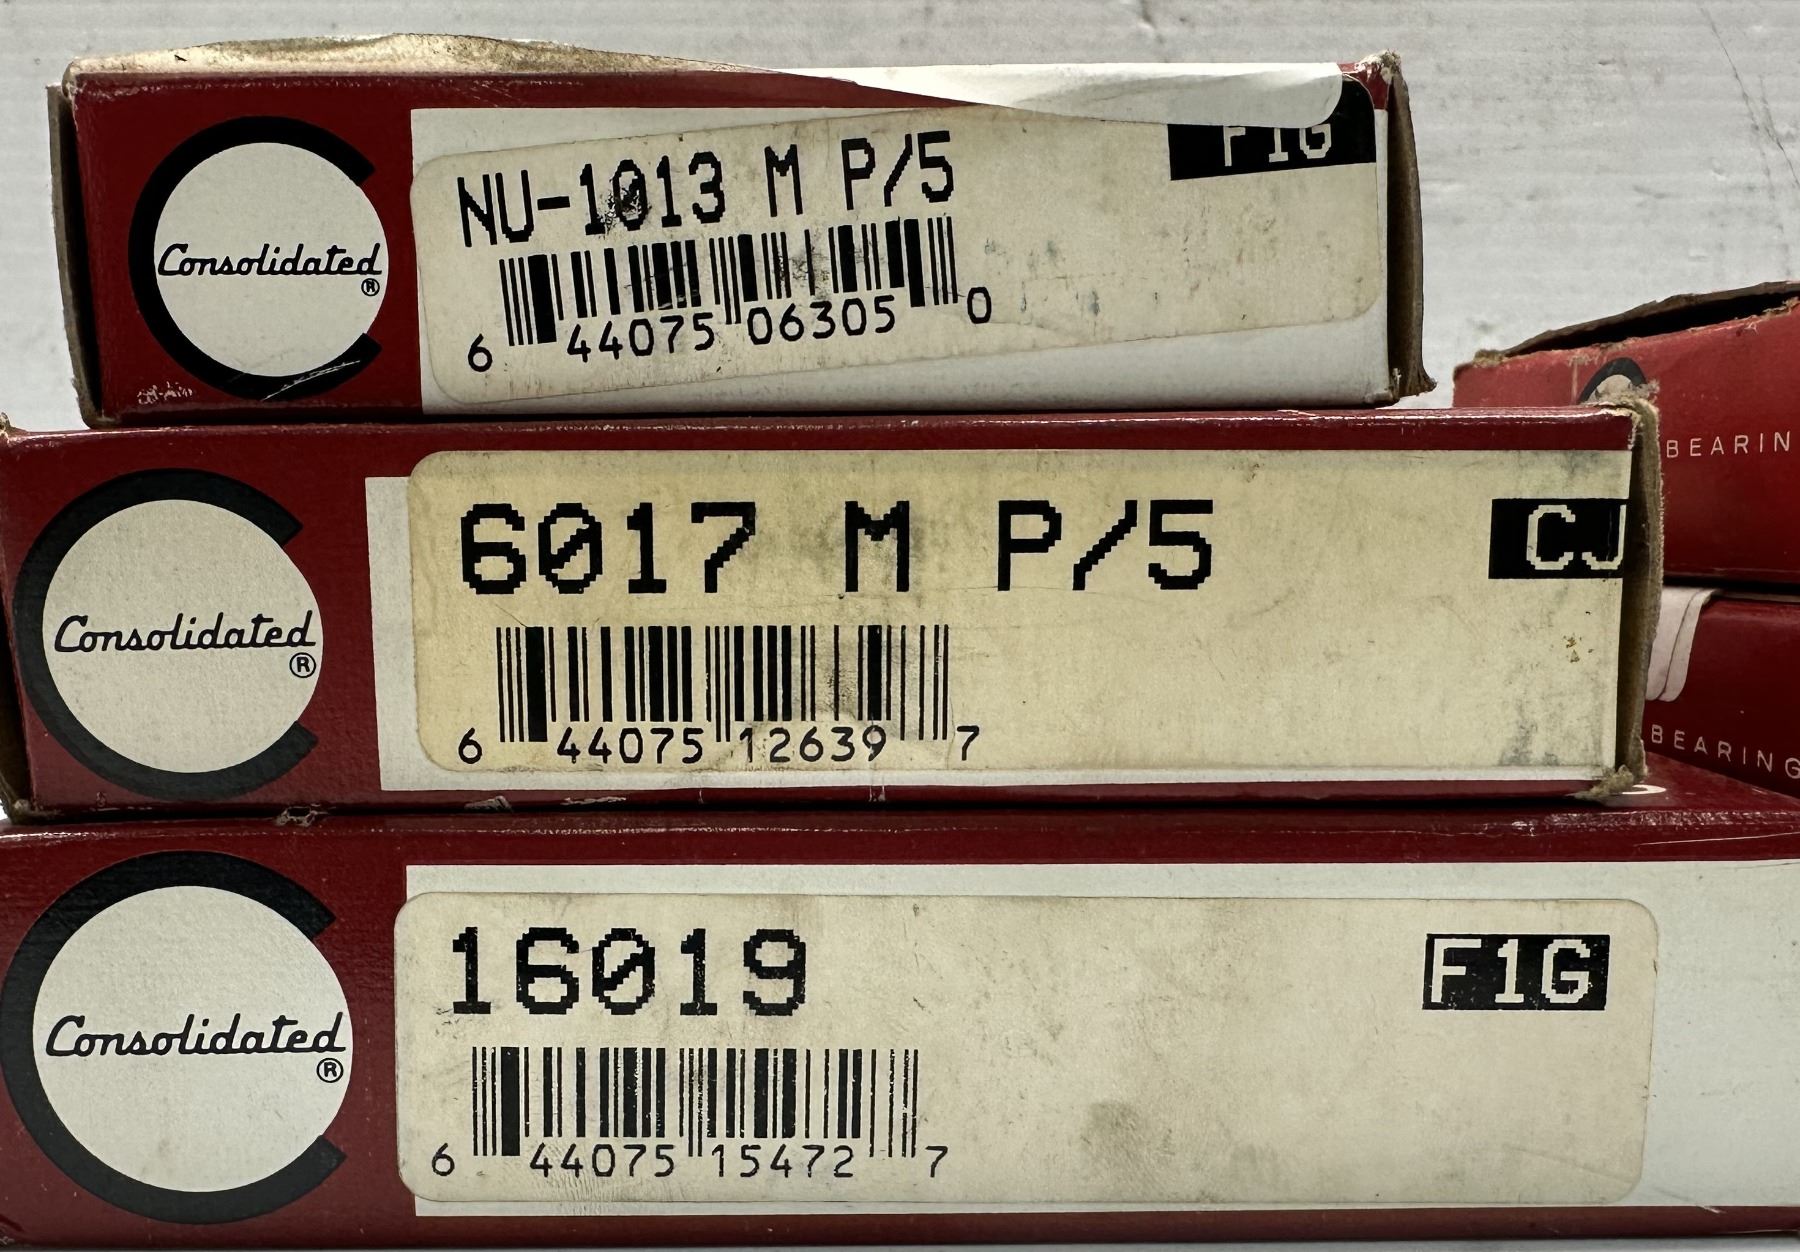 Consolidated
®
NU-1013 M P/5
F1G
6 44075 06305 0
Consolidated
®
6017 M P/5
CJ
6 44075 12639 7
Consolidated
®
16019
F1G
6 44075 15472 7
BEARIN
BEARING